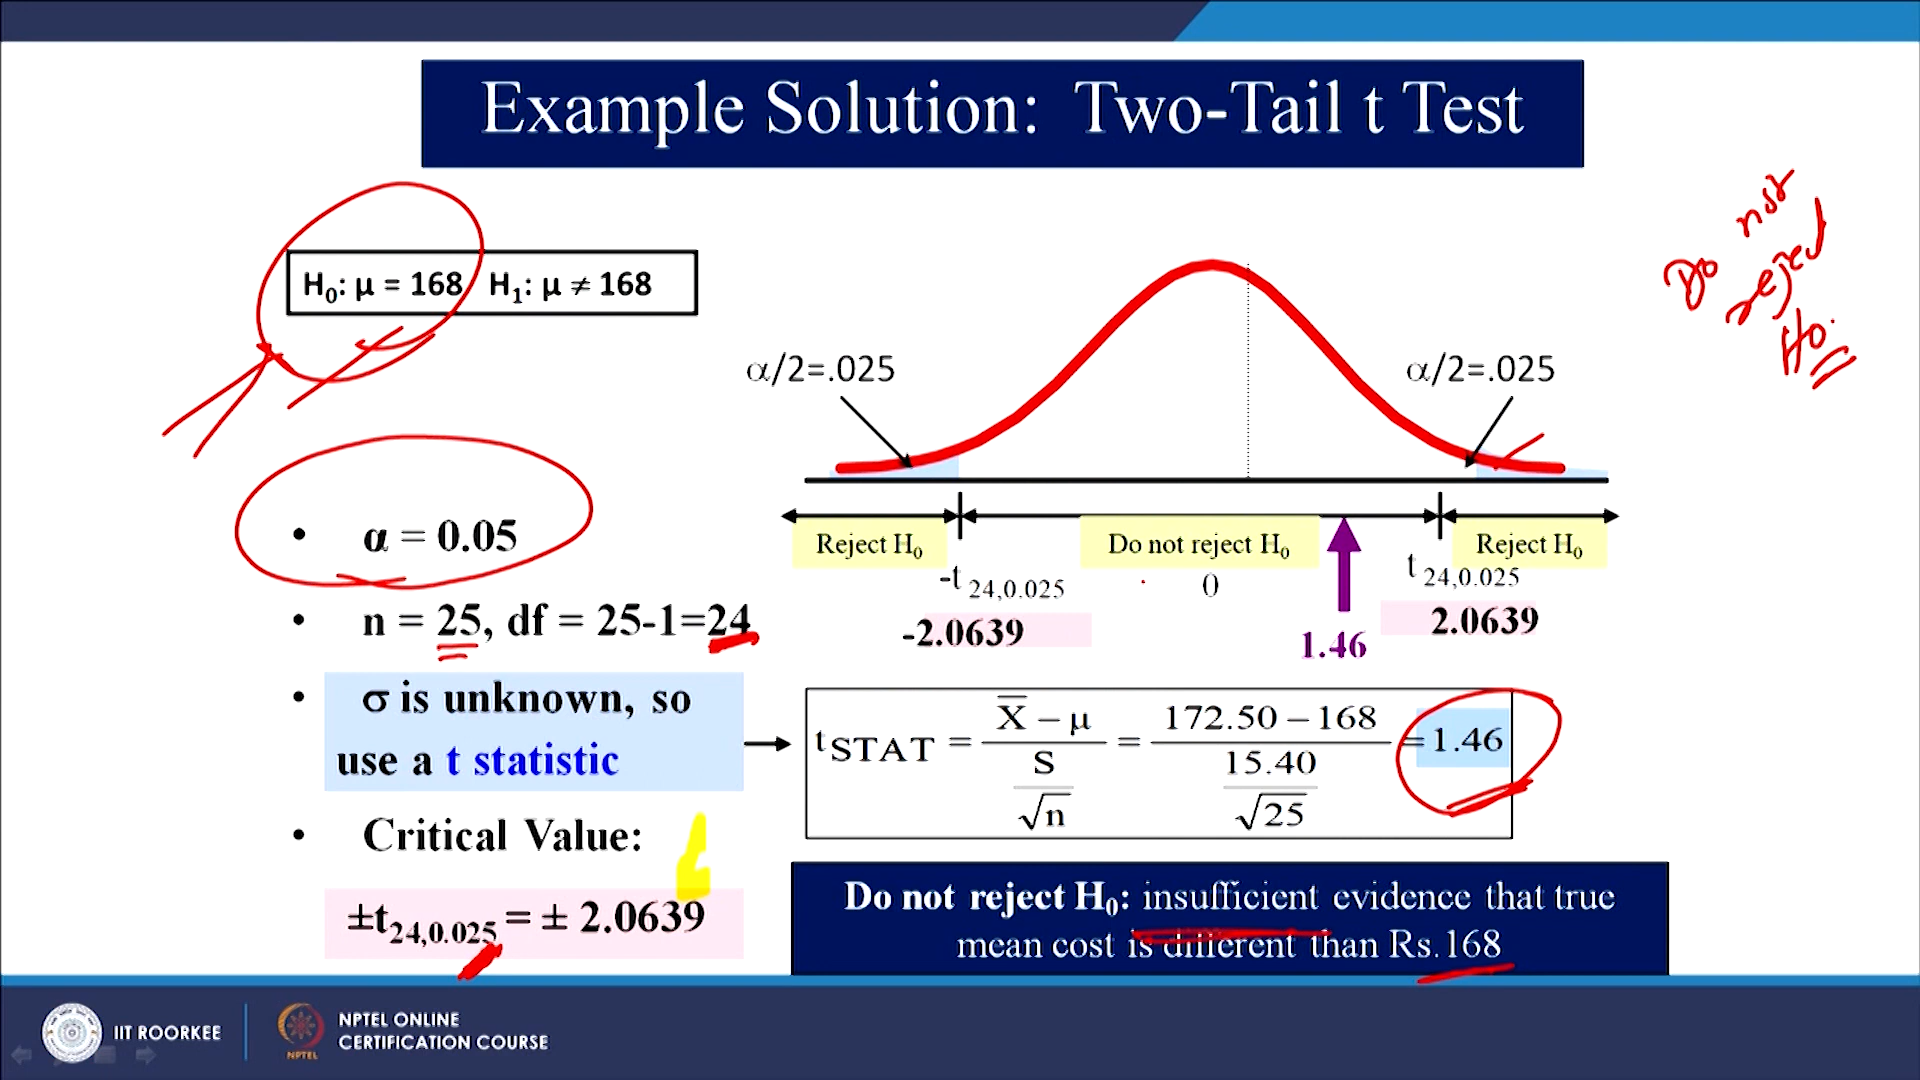 Example Solution: Two-Tail t Test
Do not
reject
H0.
H₀: μ = 168 H₁: μ ≠ 168
α/2=.025
α/2=.025
• α = 0.05
• n = 25, df = 25-1=24
• σ is unknown, so
use a t statistic
• Critical Value:
±t24,0.025 = ± 2.0639
Reject H₀
Do not reject H₀
Reject H₀
-t 24,0.025
0
t 24,0.025
-2.0639
1.46
2.0639
tSTAT = (X̅ – μ) / (S / √n) = (172.50 – 168) / (15.40 / √25) = 1.46
Do not reject H₀: insufficient evidence that true
mean cost is different than Rs.168
IIT ROORKEE
NPTEL
NPTEL ONLINE
CERTIFICATION COURSE